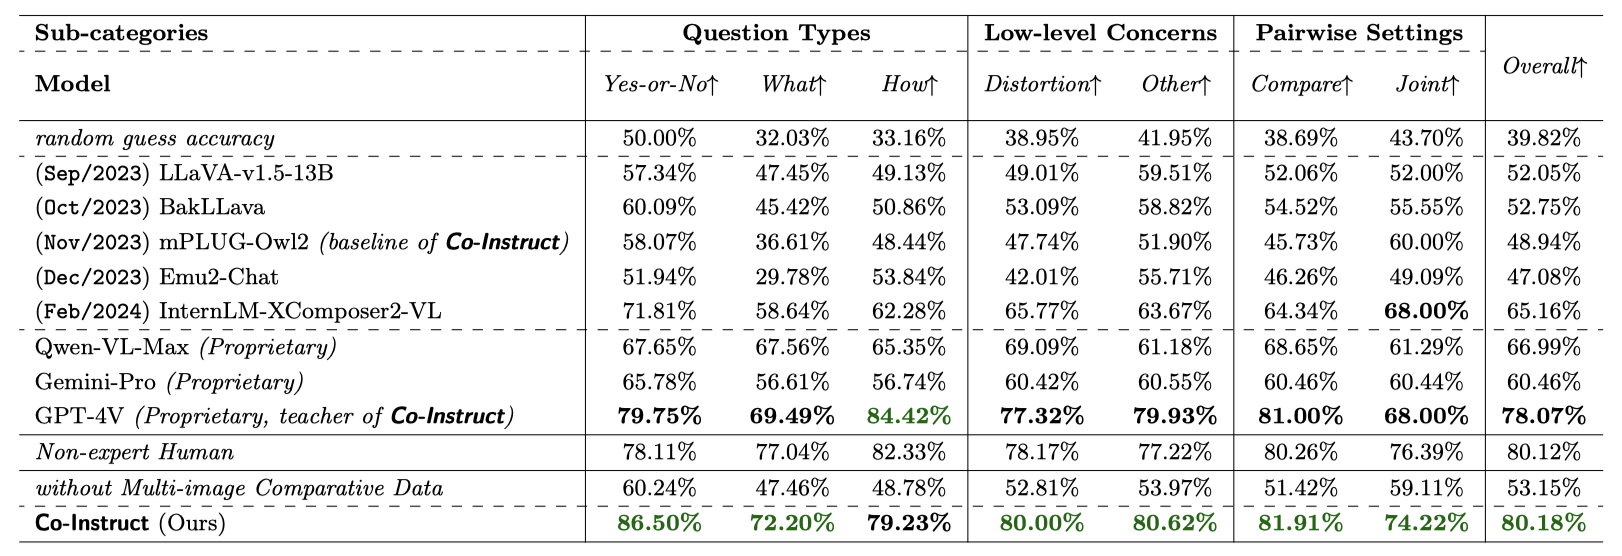 Sub-categories Question Types Low-level Concerns Pairwise Settings Overall↑
Model Yes-or-No↑ What↑ How↑ Distortion↑ Other↑ Compare↑ Joint↑
random guess accuracy 50.00% 32.03% 33.16% 38.95% 41.95% 38.69% 43.70% 39.82%
(Sep/2023) LLaVA-v1.5-13B 57.34% 47.45% 49.13% 49.01% 59.51% 52.06% 52.00% 52.05%
(Oct/2023) BakLLava 60.09% 45.42% 50.86% 53.09% 58.82% 54.52% 55.55% 52.75%
(Nov/2023) mPLUG-Owl2 (baseline of Co-Instruct) 58.07% 36.61% 48.44% 47.74% 51.90% 45.73% 60.00% 48.94%
(Dec/2023) Emu2-Chat 51.94% 29.78% 53.84% 42.01% 55.71% 46.26% 49.09% 47.08%
(Feb/2024) InternLM-XComposer2-VL 71.81% 58.64% 62.28% 65.77% 63.67% 64.34% 68.00% 65.16%
Qwen-VL-Max (Proprietary) 67.65% 67.56% 65.35% 69.09% 61.18% 68.65% 61.29% 66.99%
Gemini-Pro (Proprietary) 65.78% 56.61% 56.74% 60.42% 60.55% 60.46% 60.44% 60.46%
GPT-4V (Proprietary, teacher of Co-Instruct) 79.75% 69.49% 84.42% 77.32% 79.93% 81.00% 68.00% 78.07%
Non-expert Human 78.11% 77.04% 82.33% 78.17% 77.22% 80.26% 76.39% 80.12%
without Multi-image Comparative Data 60.24% 47.46% 48.78% 52.81% 53.97% 51.42% 59.11% 53.15%
Co-Instruct (Ours) 86.50% 72.20% 79.23% 80.00% 80.62% 81.91% 74.22% 80.18%